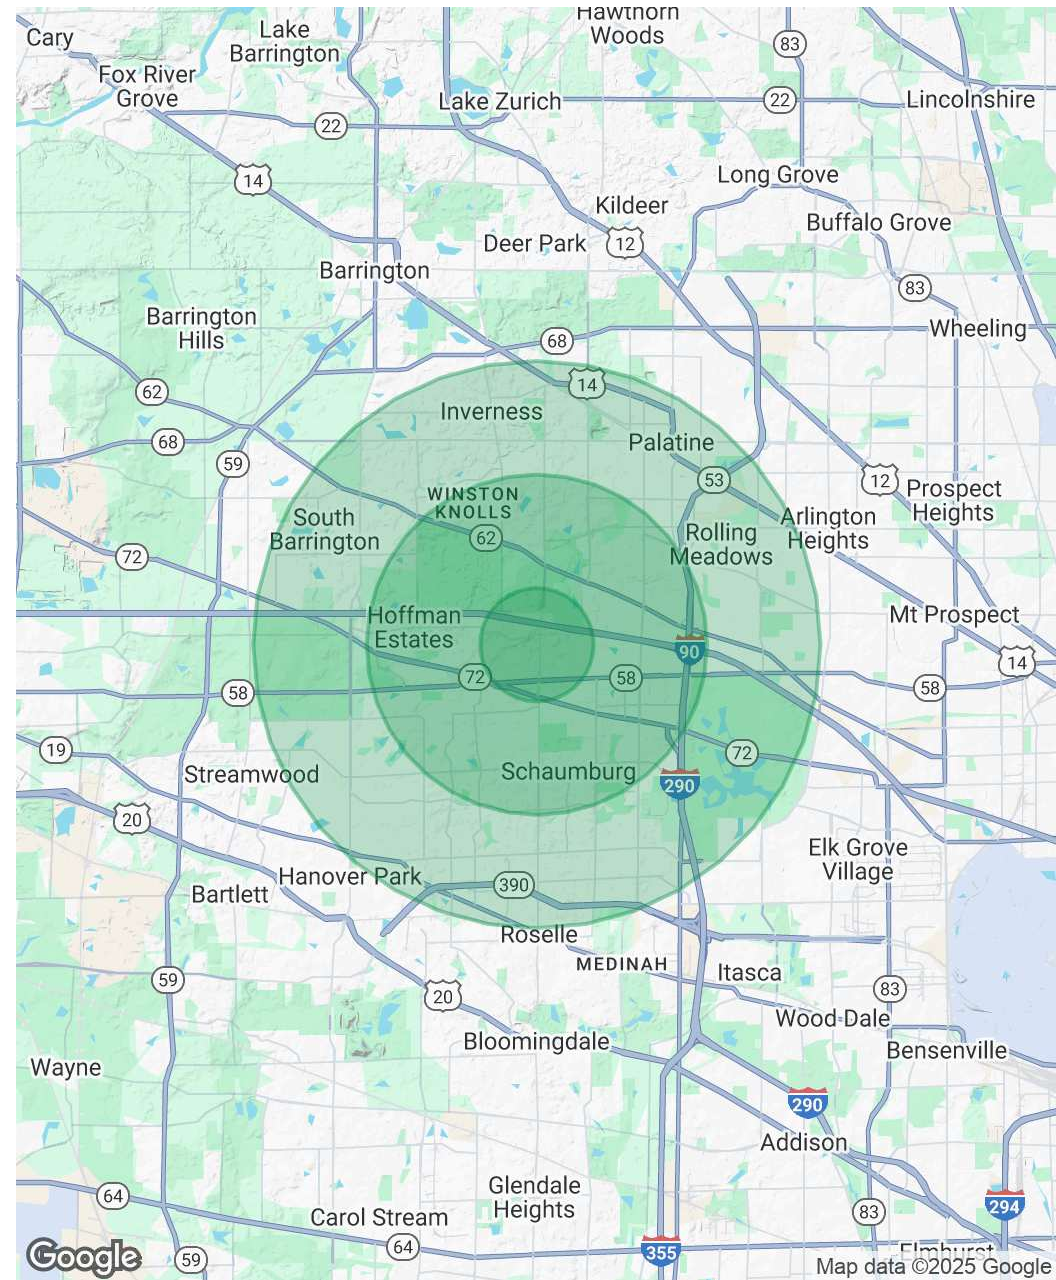 Hawthorn
Woods
Cary
Lake
Barrington
83
Fox River
Grove
Lake Zurich
22
Lincolnshire
22
14
Long Grove
Kildeer
Buffalo Grove
Deer Park
12
Barrington
83
Barrington
Hills
Wheeling
68
14
62
Inverness
68
Palatine
59
53
12
WINSTON
KNOLLS
Prospect
Heights
South
Barrington
62
Rolling
Meadows
Arlington
Heights
72
Hoffman
Estates
Mt Prospect
90
14
72
58
58
58
19
72
Streamwood
Schaumburg
290
20
Elk Grove
Village
Hanover Park
390
Bartlett
Roselle
MEDINAH
Itasca
59
83
20
Wood Dale
Bloomingdale
Bensenville
Wayne
290
Addison
Glendale
Heights
64
294
83
Carol Stream
64
355
Elmhurst
59
Google
Map data ©2025 Google